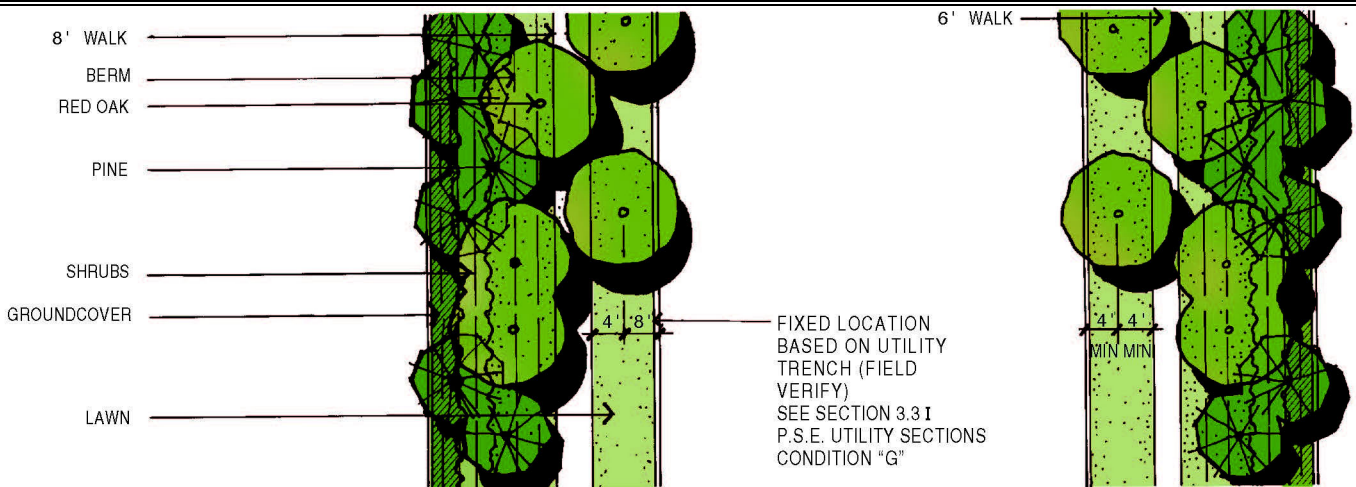 8' WALK
BERM
RED OAK
PINE
SHRUBS
GROUNDCOVER
LAWN
4' 8'
FIXED LOCATION
BASED ON UTILITY
TRENCH (FIELD
VERIFY)
SEE SECTION 3.3 I
P.S.E. UTILITY SECTIONS
CONDITION "G"
6' WALK
4' 4'
MIN MIN